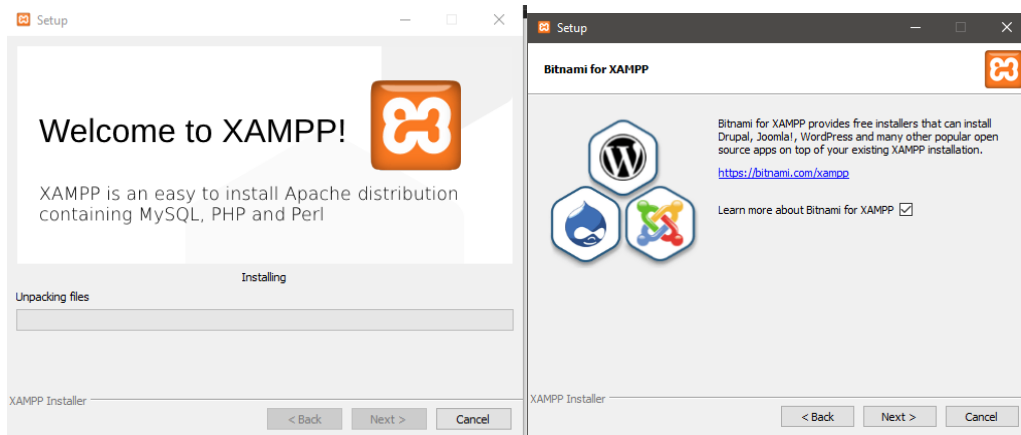 Setup
Welcome to XAMPP!
XAMPP is an easy to install Apache distribution
containing MySQL, PHP and Perl
Installing
Unpacking files
XAMPP Installer
< Back
Next >
Cancel
Setup
Bitnami for XAMPP
Bitnami for XAMPP provides free installers that can install
Drupal, Joomla!, WordPress and many other popular open
source apps on top of your existing XAMPP installation.
https://bitnami.com/xampp
Learn more about Bitnami for XAMPP
XAMPP Installer
< Back
Next >
Cancel